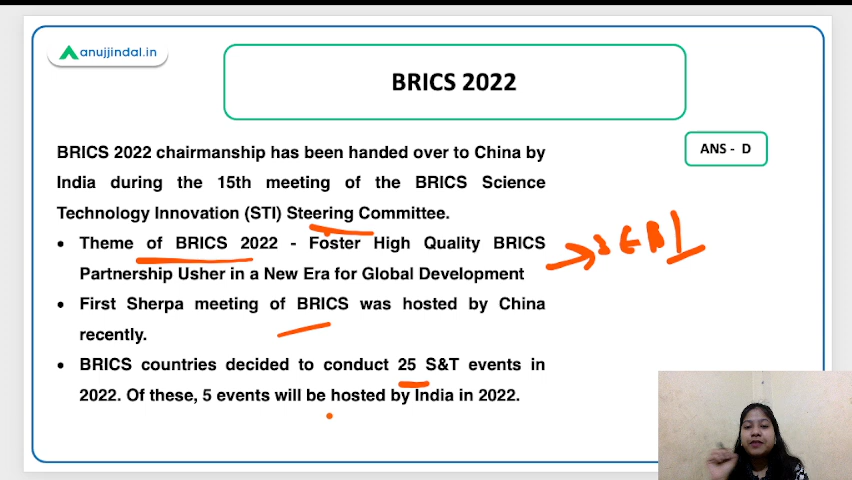 anujjindal.in
BRICS 2022
ANS - D
BRICS 2022 chairmanship has been handed over to China by
India during the 15th meeting of the BRICS Science
Technology Innovation (STI) Steering Committee.
• Theme of BRICS 2022 - Foster High Quality BRICS
Partnership Usher in a New Era for Global Development
SEBI
• First Sherpa meeting of BRICS was hosted by China
recently.
• BRICS countries decided to conduct 25 S&T events in
2022. Of these, 5 events will be hosted by India in 2022.